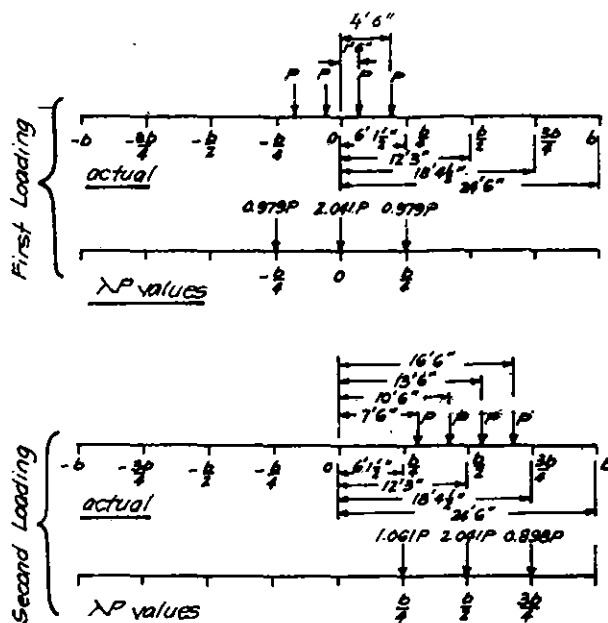 4'6"
1'6"
P P P P
-b -3b/4 -b/2 -b/4 0 b/4 b/2 3b/4 b
6'1½"
12'3"
18'4½"
24'6"
actual
First Loading
0.979P 2.041P 0.979P
-b/4 0 b/4
λP values
16'6"
13'6"
10'6"
7'6"
P P P P
-b -3b/4 -b/2 -b/4 0 b/4 b/2 3b/4 b
6'1½"
12'3"
18'4½"
24'6"
actual
Second Loading
1.061P 2.041P 0.898P
b/4 b/2 3b/4
λP values